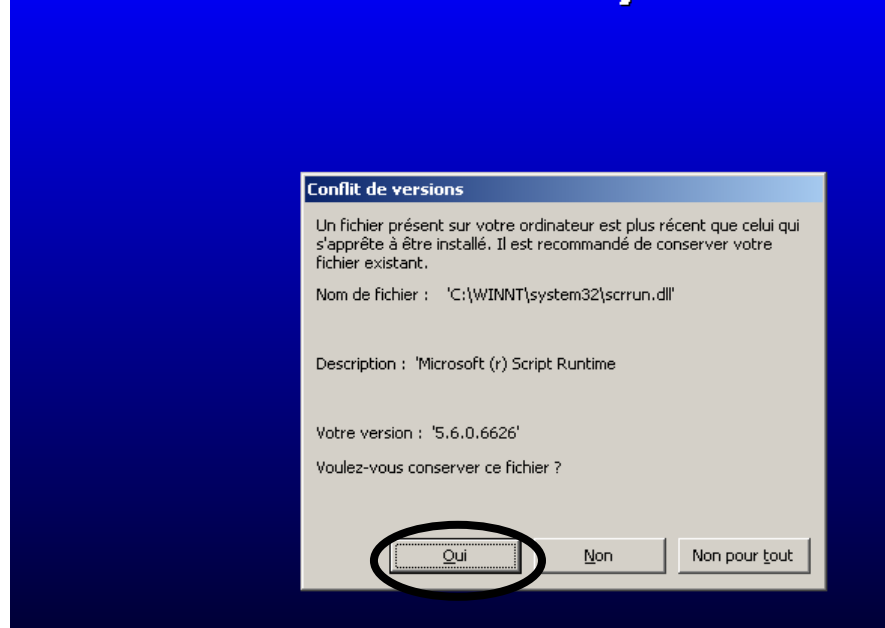 Conflit de versions
Un fichier présent sur votre ordinateur est plus récent que celui qui
s'apprête à être installé. Il est recommandé de conserver votre
fichier existant.
Nom de fichier : 'C:\WINNT\system32\scrrun.dll'
Description : 'Microsoft (r) Script Runtime
Votre version : '5.6.0.6626'
Voulez-vous conserver ce fichier ?
Oui Non Non pour tout